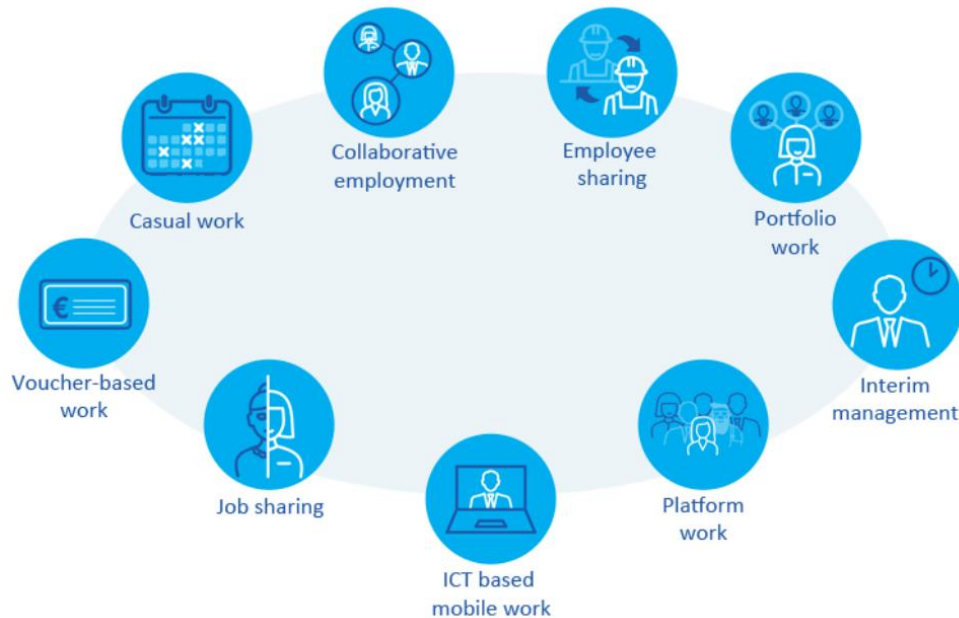 Collaborative
employment
Employee
sharing
Casual work
Portfolio
work
€
Voucher-based
work
Interim
management
Job sharing
Platform
work
ICT based
mobile work